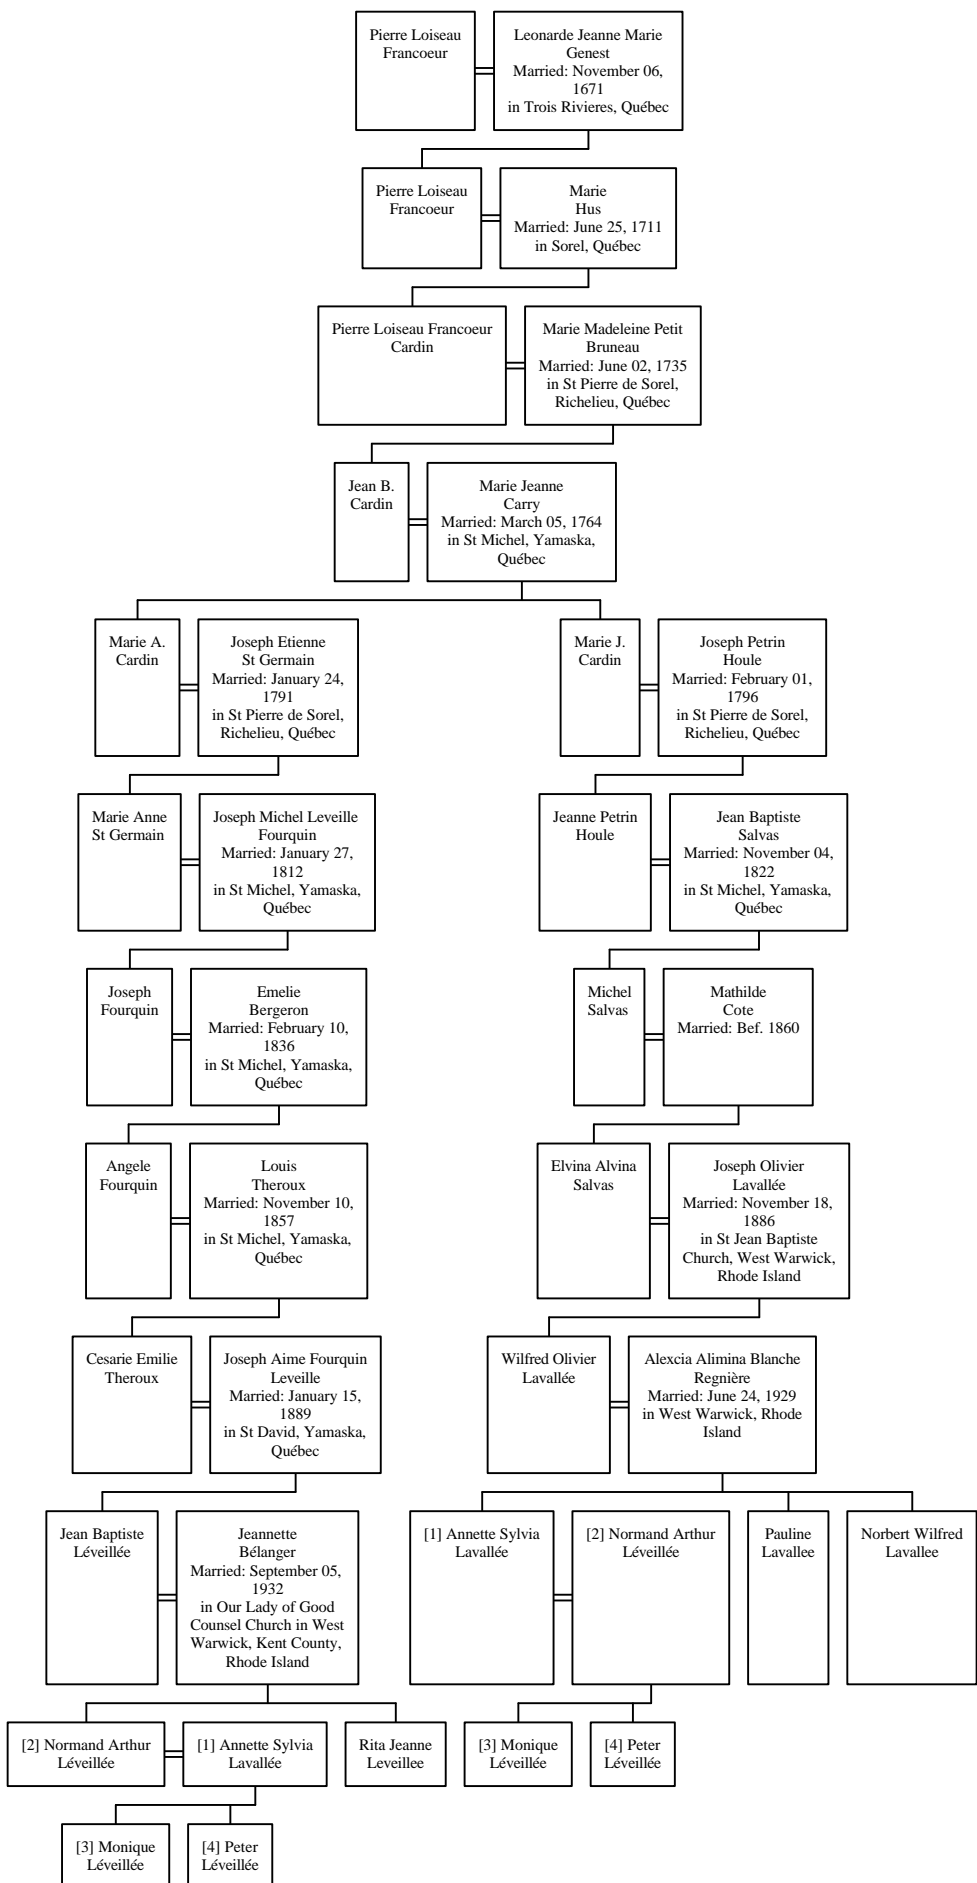 Pierre Loiseau
Francoeur
Leonarde Jeanne Marie
Genest
Married: November 06,
1671
in Trois Rivieres, Québec
Pierre Loiseau
Francoeur
Marie
Hus
Married: June 25, 1711
in Sorel, Québec
Pierre Loiseau Francoeur
Cardin
Marie Madeleine Petit
Bruneau
Married: June 02, 1735
in St Pierre de Sorel,
Richelieu, Québec
Jean B.
Cardin
Marie Jeanne
Carry
Married: March 05, 1764
in St Michel, Yamaska,
Québec
Marie A.
Cardin
Joseph Etienne
St Germain
Married: January 24,
1791
in St Pierre de Sorel,
Richelieu, Québec
Marie J.
Cardin
Joseph Petrin
Houle
Married: February 01,
1796
in St Pierre de Sorel,
Richelieu, Québec
Marie Anne
St Germain
Joseph Michel Leveille
Fourquin
Married: January 27,
1812
in St Michel, Yamaska,
Québec
Jeanne Petrin
Houle
Jean Baptiste
Salvas
Married: November 04,
1822
in St Michel, Yamaska,
Québec
Joseph
Fourquin
Emelie
Bergeron
Married: February 10,
1836
in St Michel, Yamaska,
Québec
Michel
Salvas
Mathilde
Cote
Married: Bef. 1860
Angele
Fourquin
Louis
Theroux
Married: November 10,
1857
in St Michel, Yamaska,
Québec
Elvina Alvina
Salvas
Joseph Olivier
Lavallée
Married: November 18,
1886
in St Jean Baptiste
Church, West Warwick,
Rhode Island
Cesarie Emilie
Theroux
Joseph Aime Fourquin
Leveille
Married: January 15,
1889
in St David, Yamaska,
Québec
Wilfred Olivier
Lavallée
Alexcia Alimina Blanche
Regnière
Married: June 24, 1929
in West Warwick, Rhode
Island
Jean Baptiste
Léveillée
Jeannette
Bélanger
Married: September 05,
1932
in Our Lady of Good
Counsel Church in West
Warwick, Kent County,
Rhode Island
[1] Annette Sylvia
Lavallée
[2] Normand Arthur
Léveillée
Pauline
Lavallee
Norbert Wilfred
Lavallee
[2] Normand Arthur
Léveillée
[1] Annette Sylvia
Lavallée
Rita Jeanne
Leveillee
[3] Monique
Léveillée
[4] Peter
Léveillée
[3] Monique
Léveillée
[4] Peter
Léveillée